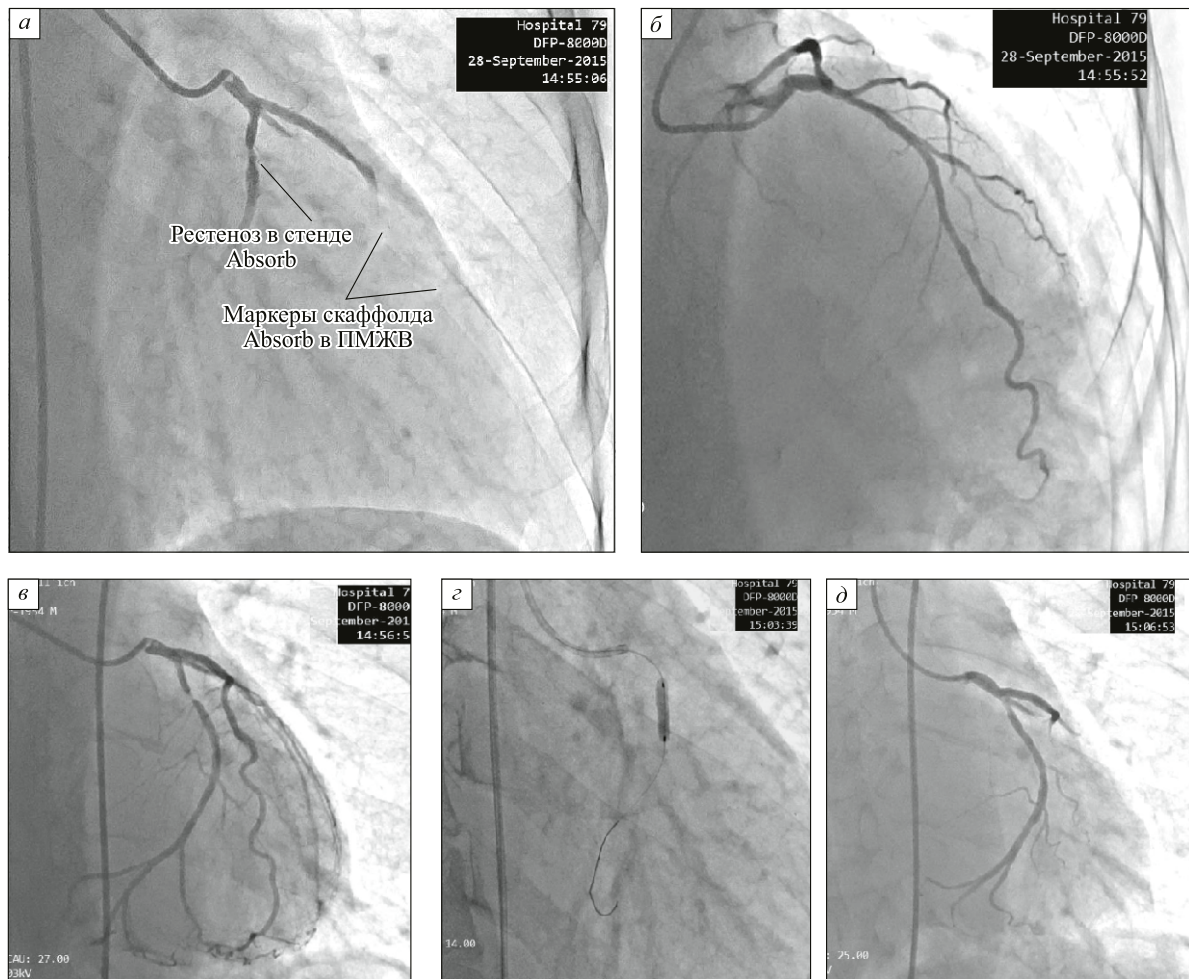 а
Hospital 79
DFP-8000D
28-September-2015
14:55:06
Рестеноз в стенде
Absorb
Маркеры скаффолда
Absorb в ПМЖВ
б
Hospital 79
DFP-8000D
28-September-2015
14:55:52
в
Hospital 7
DFP-8000
September-201
14:56:5
CAU: 27.00
03kV
г
Hospital 79
DFP-8000D
September-2015
15:03:39
14.00
д
Hospital 79
DFP-8000D
September-2015
15:06:53
: 25.00